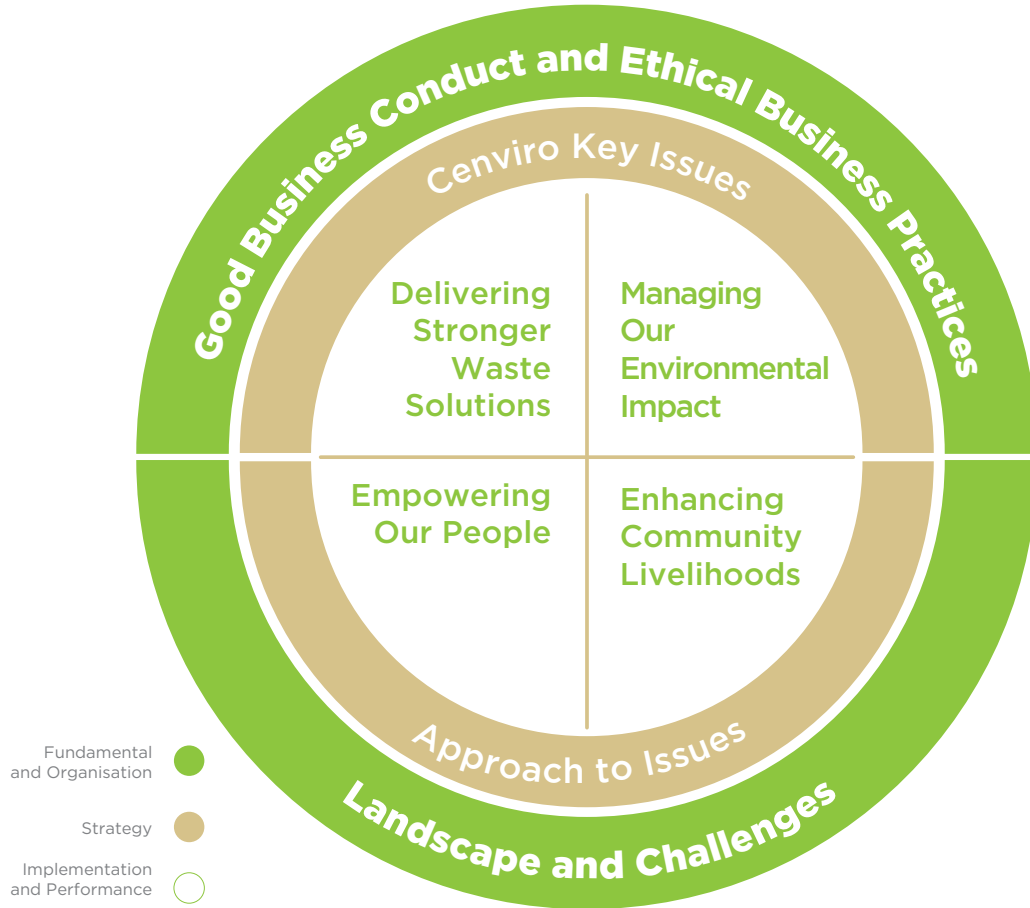 Good Business Conduct and Ethical Business Practices
Cenviro Key Issues
Delivering
Stronger
Waste
Solutions
Managing
Our
Environmental
Impact
Empowering
Our People
Enhancing
Community
Livelihoods
Approach to Issues
Landscape and Challenges
Fundamental
and Organisation
Strategy
Implementation
and Performance